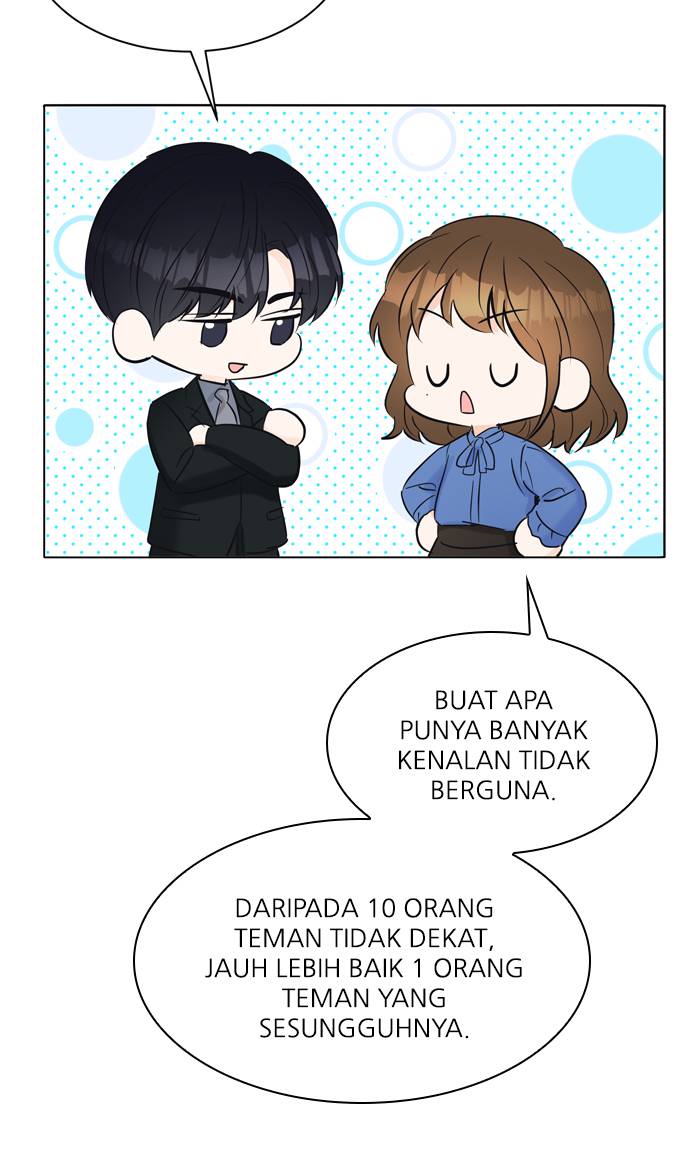 BUAT APA
PUNYA BANYAK
KENALAN TIDAK
BERGUNA.
DARIPADA 10 ORANG
TEMAN TIDAK DEKAT,
JAUH LEBIH BAIK 1 ORANG
TEMAN YANG
SESUNGGUHNYA.